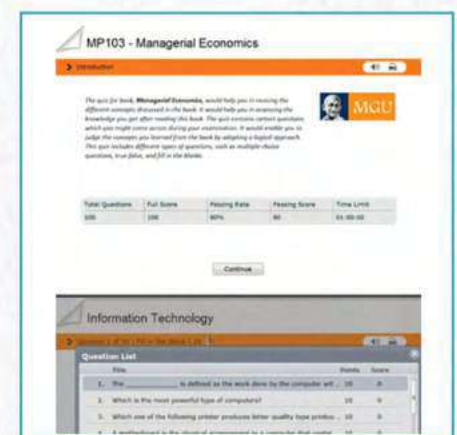 MP103 - Managerial Economics
Introduction
The quiz for book, Managerial Economics, would help you in revising the
different concepts discussed in the book. It would help you in assessing the
knowledge you get after reading this book. The quiz contains certain questions
which you might come across during your examination. It would enable you to
judge the concepts you learned from the book by adopting a logical approach.
This quiz includes different types of questions, such as multiple choice
questions, true false, and fill in the blanks.
MGU
Total Questions Full Score Passing Rate Passing Score Time Limit
100 100 80% 80 01:00:00
Continue
Information Technology
Question List
Title Points Score
1. The ________ is defined as the work done by the computer wit .. 10 0
2. Which is the most powerful type of computers? 10 0
3. Which one of the following printer produces letter quality type produc .. 10 0
4. A motherboard is the physical arrangement in a computer that contai .. 10 0